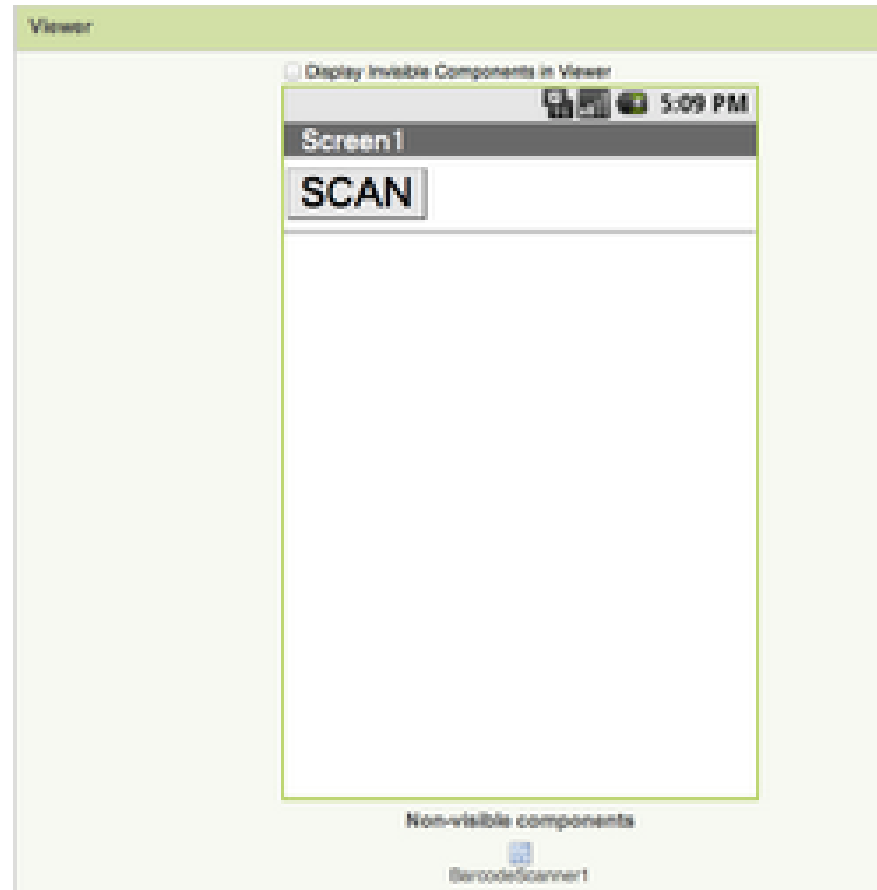 Viewer
Display Invisible Components in Viewer
5:09 PM
Screen1
SCAN
Non-visible components
BarcodeScanner1